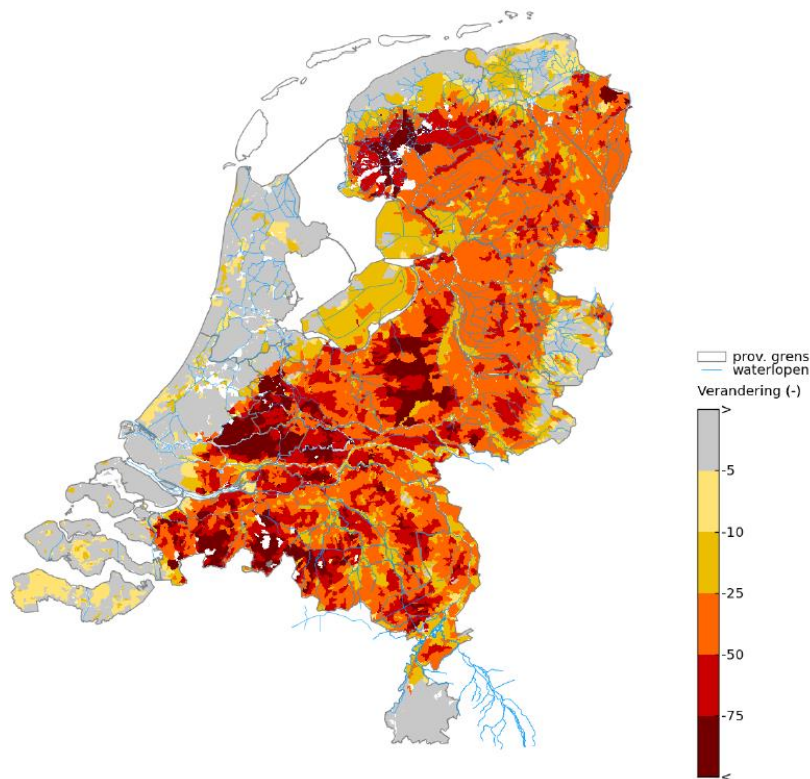 prov. grens
waterlopen
Verandering (-)
>
-5
-10
-25
-50
-75
<